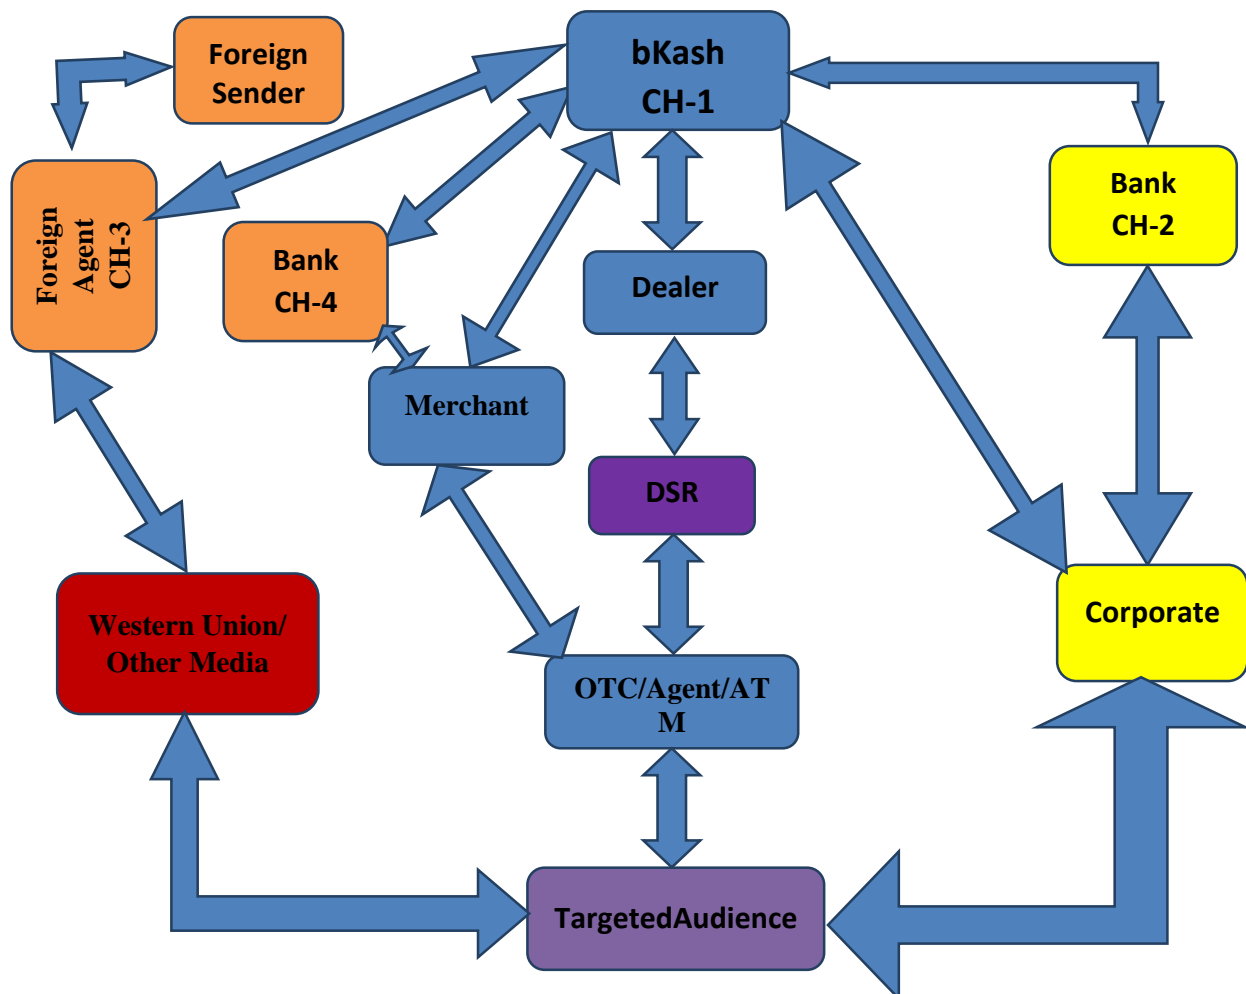 Foreign
Sender
bKash
CH-1
Foreign
Agent
CH-3
Bank
CH-4
Bank
CH-2
Dealer
Merchant
DSR
Western Union/
Other Media
Corporate
OTC/Agent/AT
M
TargetedAudience